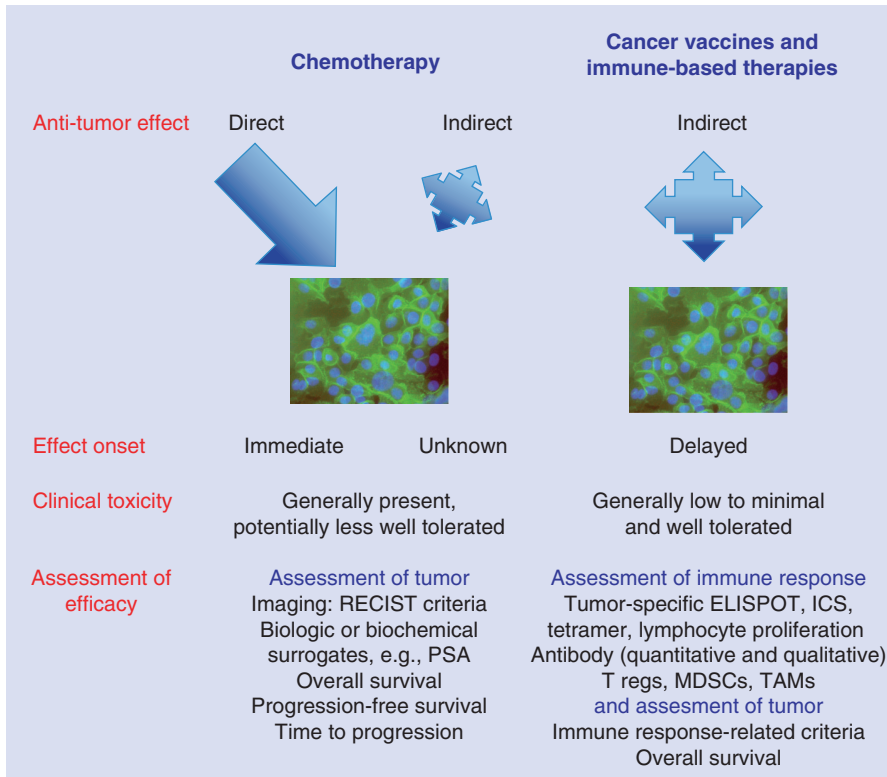 Chemotherapy
Cancer vaccines and
immune-based therapies
Anti-tumor effect
Direct
Indirect
Indirect
Effect onset
Immediate
Unknown
Delayed
Clinical toxicity
Generally present,
potentially less well tolerated
Generally low to minimal
and well tolerated
Assessment of
efficacy
Assessment of tumor
Imaging: RECIST criteria
Biologic or biochemical
surrogates, e.g., PSA
Overall survival
Progression-free survival
Time to progression
Assessment of immune response
Tumor-specific ELISPOT, ICS,
tetramer, lymphocyte proliferation
Antibody (quantitative and qualitative)
T regs, MDSCs, TAMs
and assesment of tumor
Immune response-related criteria
Overall survival